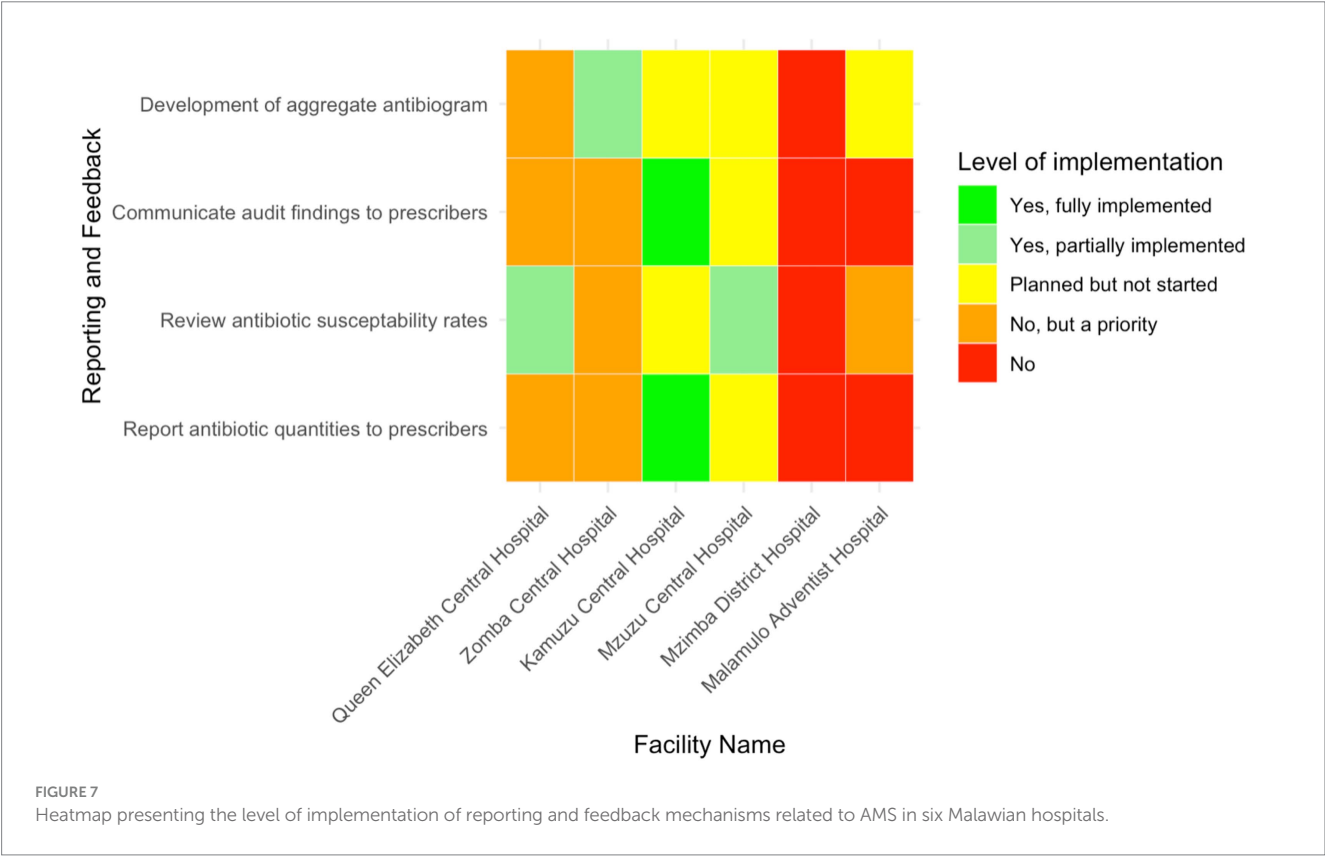 Reporting and Feedback
Development of aggregate antibiogram
Communicate audit findings to prescribers
Review antibiotic susceptability rates
Report antibiotic quantities to prescribers
Queen Elizabeth Central Hospital
Zomba Central Hospital
Kamuzu Central Hospital
Mzuzu Central Hospital
Mzimba District Hospital
Malamulo Adventist Hospital
Facility Name
Level of implementation
Yes, fully implemented
Yes, partially implemented
Planned but not started
No, but a priority
No
FIGURE 7
Heatmap presenting the level of implementation of reporting and feedback mechanisms related to AMS in six Malawian hospitals.